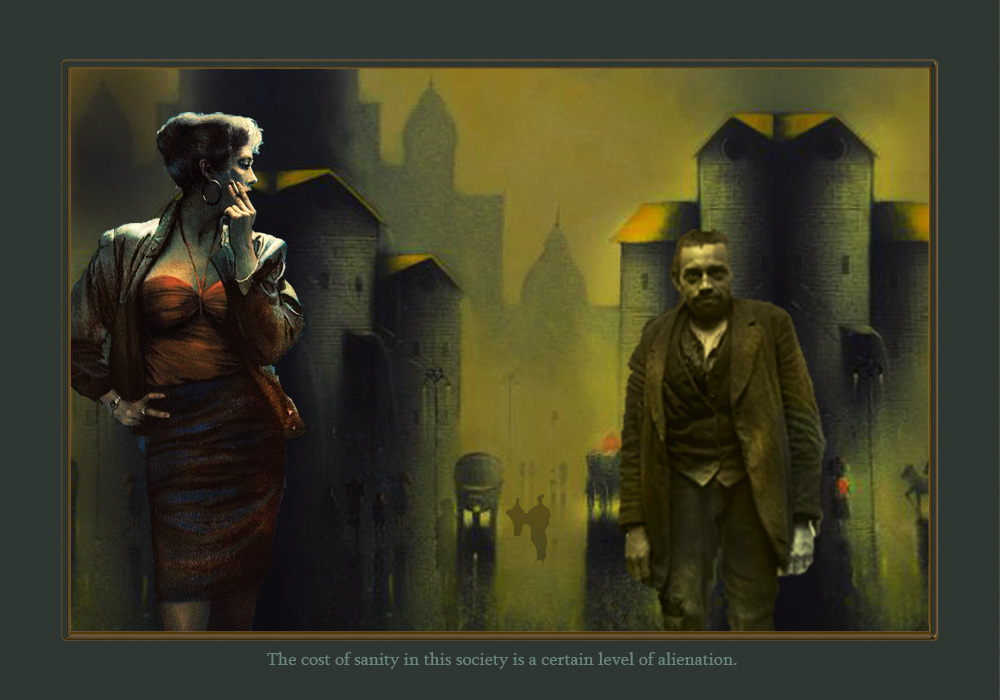 The cost of sanity in this society is a certain level of alienation.